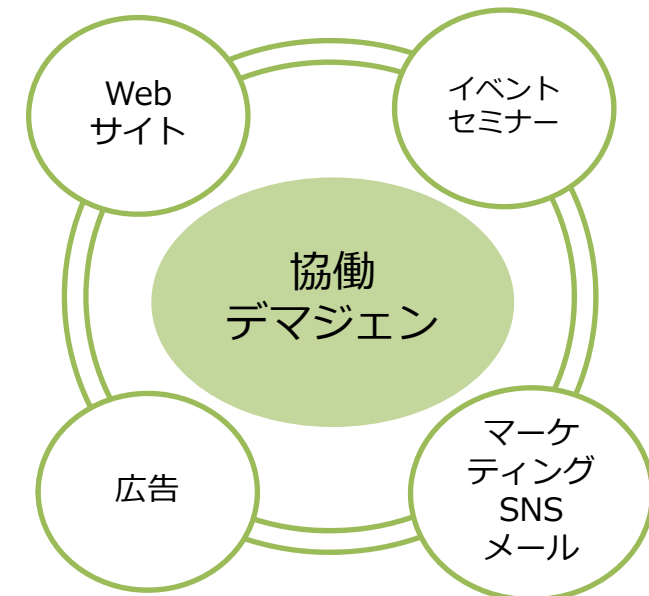 Web
サイト
イベント
セミナー
協働
デマジェン
広告
マーケ
ティング
SNS
メール